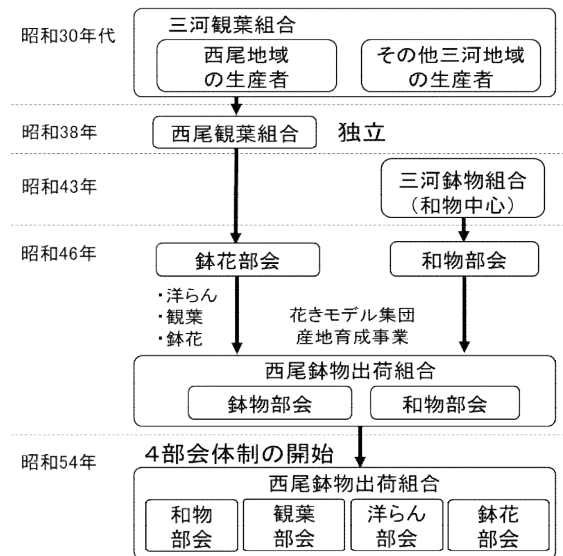 昭和30年代
三河観葉組合
西尾地域
の生産者
その他三河地域
の生産者
昭和38年
西尾観葉組合
独立
昭和43年
三河鉢物組合
(和物中心)
昭和46年
鉢花部会
和物部会
・洋らん
・観葉
・鉢花
花きモデル集団
産地育成事業
西尾鉢物出荷組合
鉢物部会
和物部会
昭和54年
4部会体制の開始
西尾鉢物出荷組合
和物
部会
観葉
部会
洋らん
部会
鉢花
部会